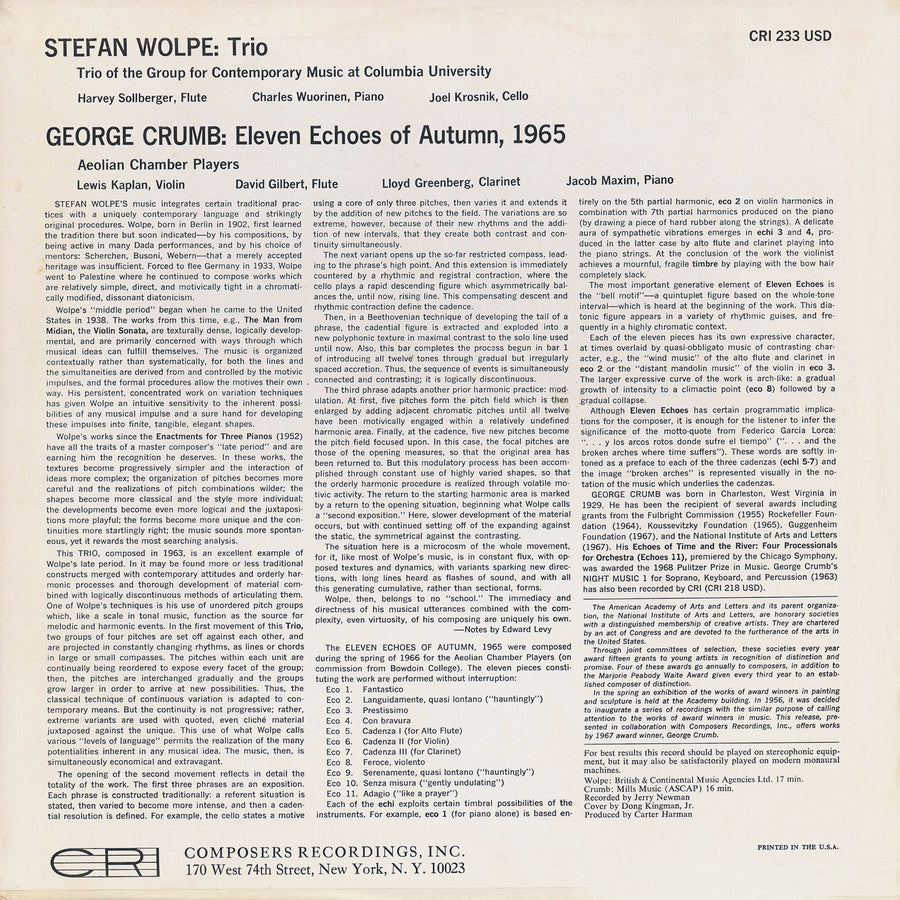 STEFAN WOLPE: Trio
CRI 233 USD
Trio of the Group for Contemporary Music at Columbia University
Harvey Sollberger, Flute Charles Wuorinen, Piano Joel Krosnik, Cello
GEORGE CRUMB: Eleven Echoes of Autumn, 1965
Aeolian Chamber Players
Lewis Kaplan, Violin David Gilbert, Flute Lloyd Greenberg, Clarinet Jacob Maxim, Piano
STEFAN WOLPE'S music integrates certain traditional prac-
tices with a uniquely contemporary language and strikingly
original procedures. Wolpe, born in Berlin in 1902, first learned
the tradition there but soon indicated—by his compositions, by
being active in many Dada performances, and by his choice of
mentors: Scherchen, Busoni, Webern—that a merely accepted
heritage was insufficient. Forced to flee Germany in 1933, Wolpe
went to Palestine where he continued to compose works which
are relatively simple, direct, and motivically tight in a chromati-
cally modified, dissonant diatonicism.
Wolpe's "middle period" began when he came to the United
States in 1938. The works from this time, e.g., The Man from
Midian, the Violin Sonata, are texturally dense, logically develop-
mental, and are primarily concerned with ways through which
musical ideas can fulfill themselves. The music is organized
contextually rather than systematically, for both the lines and
the simultaneities are derived from and controlled by the motivic
impulses, and the formal procedures allow the motives their own
way. His persistent, concentrated work on variation techniques
has given Wolpe an intuitive sensitivity to the inherent possi-
bilities of any musical impulse and a sure hand for developing
these impulses into finite, tangible, elegant shapes.
Wolpe's works since the Enactments for Three Pianos (1952)
have all the traits of a master composer's "late period" and are
earning him the recognition he deserves. In these works, the
textures become progressively simpler and the interaction of
ideas more complex; the organization of pitches becomes more
careful and the realizations of pitch combinations wilder; the
shapes become more classical and the style more individual;
the developments become even more logical and the juxtaposi-
tions more playful; the forms become more unique and the con-
tinuities more startlingly right: the music sounds more spontan-
eous, yet it rewards the most searching analysis.
This TRIO, composed in 1963, is an excellent example of
Wolpe's late period. In it may be found more or less traditional
constructs merged with contemporary attitudes and orderly har-
monic processes and thorough development of material com-
bined with logically discontinuous methods of articulating them.
One of Wolpe's techniques is his use of unordered pitch groups
which, like a scale in tonal music, function as the source for
melodic and harmonic events. In the first movement of this Trio,
two groups of four pitches are set off against each other, and
are projected in constantly changing rhythms, as lines or chords
in large or small compasses. The pitches within each unit are
continually being reordered to expose every facet of the group;
then, the pitches are interchanged gradually and the groups
grow larger in order to arrive at new possibilities. Thus, the
classical technique of continuous variation is adapted to con-
temporary means. But the continuity is not progressive; rather,
extreme variants are used with quoted, even cliché material
juxtaposed against the unique. This use of what Wolpe calls
various "levels of language" permits the realization of the many
potentialities inherent in any musical idea. The music, then, is
simultaneously economical and extravagant.
The opening of the second movement reflects in detail the
totality of the work. The first three phrases are an exposition.
Each phrase is constructed traditionally: a referent situation is
stated, then varied to become more intense, and then a caden-
tial resolution is defined. For example, the cello states a motive
using a core of only three pitches, then varies it and extends it
by the addition of new pitches to the field. The variations are so
extreme, however, because of their new rhythms and the addi-
tion of new intervals, that they create both contrast and con-
tinuity simultaneously.
The next variant opens up the so-far restricted compass, lead-
ing to the phrase's high point. And this extension is immediately
countered by a rhythmic and registral contraction, where the
cello plays a rapid descending figure which asymmetrically bal-
ances the, until now, rising line. This compensating descent and
rhythmic contraction define the cadence.
Then, in a Beethovenian technique of developing the tail of a
phrase, the cadential figure is extracted and exploded into a
new polyphonic texture in maximal contrast to the solo line used
until now. Also, this bar completes the process begun in bar 1
of introducing all twelve tones through gradual but irregularly
spaced accretion. Thus, the sequence of events is simultaneously
connected and contrasting; it is logically discontinuous.
The third phrase adapts another prior harmonic practice: mod-
ulation. At first, five pitches form the pitch field which is then
enlarged by adding adjacent chromatic pitches until all twelve
have been motivically engaged within a relatively undefined
harmonic area. Finally, at the cadence, five new pitches become
the pitch field focused upon. In this case, the focal pitches are
those of the opening measures, so that the original area has
been returned to. But this modulatory process has been accom-
plished through constant use of highly varied shapes, so that
the orderly harmonic procedure is realized through volatile mo-
tivic activity. The return to the starting harmonic area is marked
by a return to the opening situation, beginning what Wolpe calls
a "second exposition." Here, slower development of the material
occurs, but with continued setting off of the expanding against
the static, the symmetrical against the contrasting.
The situation here is a microcosm of the whole movement,
for it, like most of Wolpe's music, is in constant flux, with op-
posed textures and dynamics, with variants sparking new direc-
tions, with long lines heard as flashes of sound, and with all
this generating cumulative, rather than sectional, forms.
Wolpe, then, belongs to no "school." The immediacy and
directness of his musical utterances combined with the com-
plexity, even virtuosity, of his composing are uniquely his own.
—Notes by Edward Levy
The ELEVEN ECHOES OF AUTUMN, 1965 were composed
during the spring of 1966 for the Aeolian Chamber Players (on
commission from Bowdoin College). The eleven pieces consti-
tuting the work are performed without interruption:
Eco 1. Fantastico
Eco 2. Languidamente, quasi lontano ("hauntingly")
Eco 3. Prestissimo
Eco 4. Con bravura
Eco 5. Cadenza I (for Alto Flute)
Eco 6. Cadenza II (for Violin)
Eco 7. Cadenza III (for Clarinet)
Eco 8. Feroce, violento
Eco 9. Serenamente, quasi lontano ("hauntingly")
Eco 10. Senza misura ("gently undulating")
Eco 11. Adagio ("like a prayer")
Each of the echi exploits certain timbral possibilities of the
instruments. For example, eco 1 (for piano alone) is based en-
tirely on the 5th partial harmonic, eco 2 on violin harmonics in
combination with 7th partial harmonics produced on the piano
(by drawing a piece of hard rubber along the strings). A delicate
aura of sympathetic vibrations emerges in echi 3 and 4, pro-
duced in the latter case by alto flute and clarinet playing into
the piano strings. At the conclusion of the work the violinist
achieves a mournful, fragile timbre by playing with the bow hair
completely slack.
The most important generative element of Eleven Echoes is
the "bell motif"—a quintuplet figure based on the whole-tone
interval—which is heard at the beginning of the work. This dia-
tonic figure appears in a variety of rhythmic guises, and fre-
quently in a highly chromatic context.
Each of the eleven pieces has its own expressive character,
at times overlaid by quasi-obbligato music of contrasting char-
acter, e.g., the "wind music" of the alto flute and clarinet in
eco 2 or the "distant mandolin music" of the violin in eco 3.
The larger expressive curve of the work is arch-like: a gradual
growth of intensity to a climactic point (eco 8) followed by a
gradual collapse.
Although Eleven Echoes has certain programmatic implica-
tions for the composer, it is enough for the listener to infer the
significance of the motto-quote from Federico Garcia Lorca:
". . . y los arcos rotos donde sufre el tiempo" (". . . and the
broken arches where time suffers"). These words are softly in-
toned as a preface to each of the three cadenzas (echi 5-7) and
the image "broken arches" is represented visually in the no-
tation of the music which underlies the cadenzas.
GEORGE CRUMB was born in Charleston, West Virginia in
1929. He has been the recipient of several awards including
grants from the Fulbright Commission (1955) Rockefeller Foun-
dation (1964), Koussevitzky Foundation (1965), Guggenheim
Foundation (1967), and the National Institute of Arts and Letters
(1967). His Echoes of Time and the River: Four Processionals
for Orchestra (Echoes 11), premiered by the Chicago Symphony,
was awarded the 1968 Pulitzer Prize in Music. George Crumb's
NIGHT MUSIC 1 for Soprano, Keyboard, and Percussion (1963)
has also been recorded by CRI (CRI 218 USD).
The American Academy of Arts and Letters and its parent organiza-
tion, the National Institute of Arts and Letters, are honorary societies
with a distinguished membership of creative artists. They are chartered
by an act of Congress and are devoted to the furtherance of the arts in
the United States.
Through joint committees of selection, these societies every year
award fifteen grants to young artists in recognition of distinction and
promise. Four of these awards go annually to composers, in addition to
the Marjorie Peabody Waite Award given every third year to an estab-
lished composer of distinction.
In the spring an exhibition of the works of award winners in painting
and sculpture is held at the Academy building. In 1956, it was decided
to inaugurate a series of recordings with the similar purpose of calling
attention to the works of award winners in music. This release, pre-
sented in collaboration with Composers Recordings, Inc., offers works
by 1967 award winner, George Crumb.
For best results this record should be played on stereophonic equip-
ment, but it may also be satisfactorily played on modern monaural
machines.
Wolpe: British & Continental Music Agencies Ltd. 17 min.
Crumb: Mills Music (ASCAP) 16 min.
Recorded by Jerry Newman
Cover by Dong Kingman, Jr.
Produced by Carter Harman
PRINTED IN THE U.S.A.
CRI
COMPOSERS RECORDINGS, INC.
170 West 74th Street, New York, N. Y. 10023